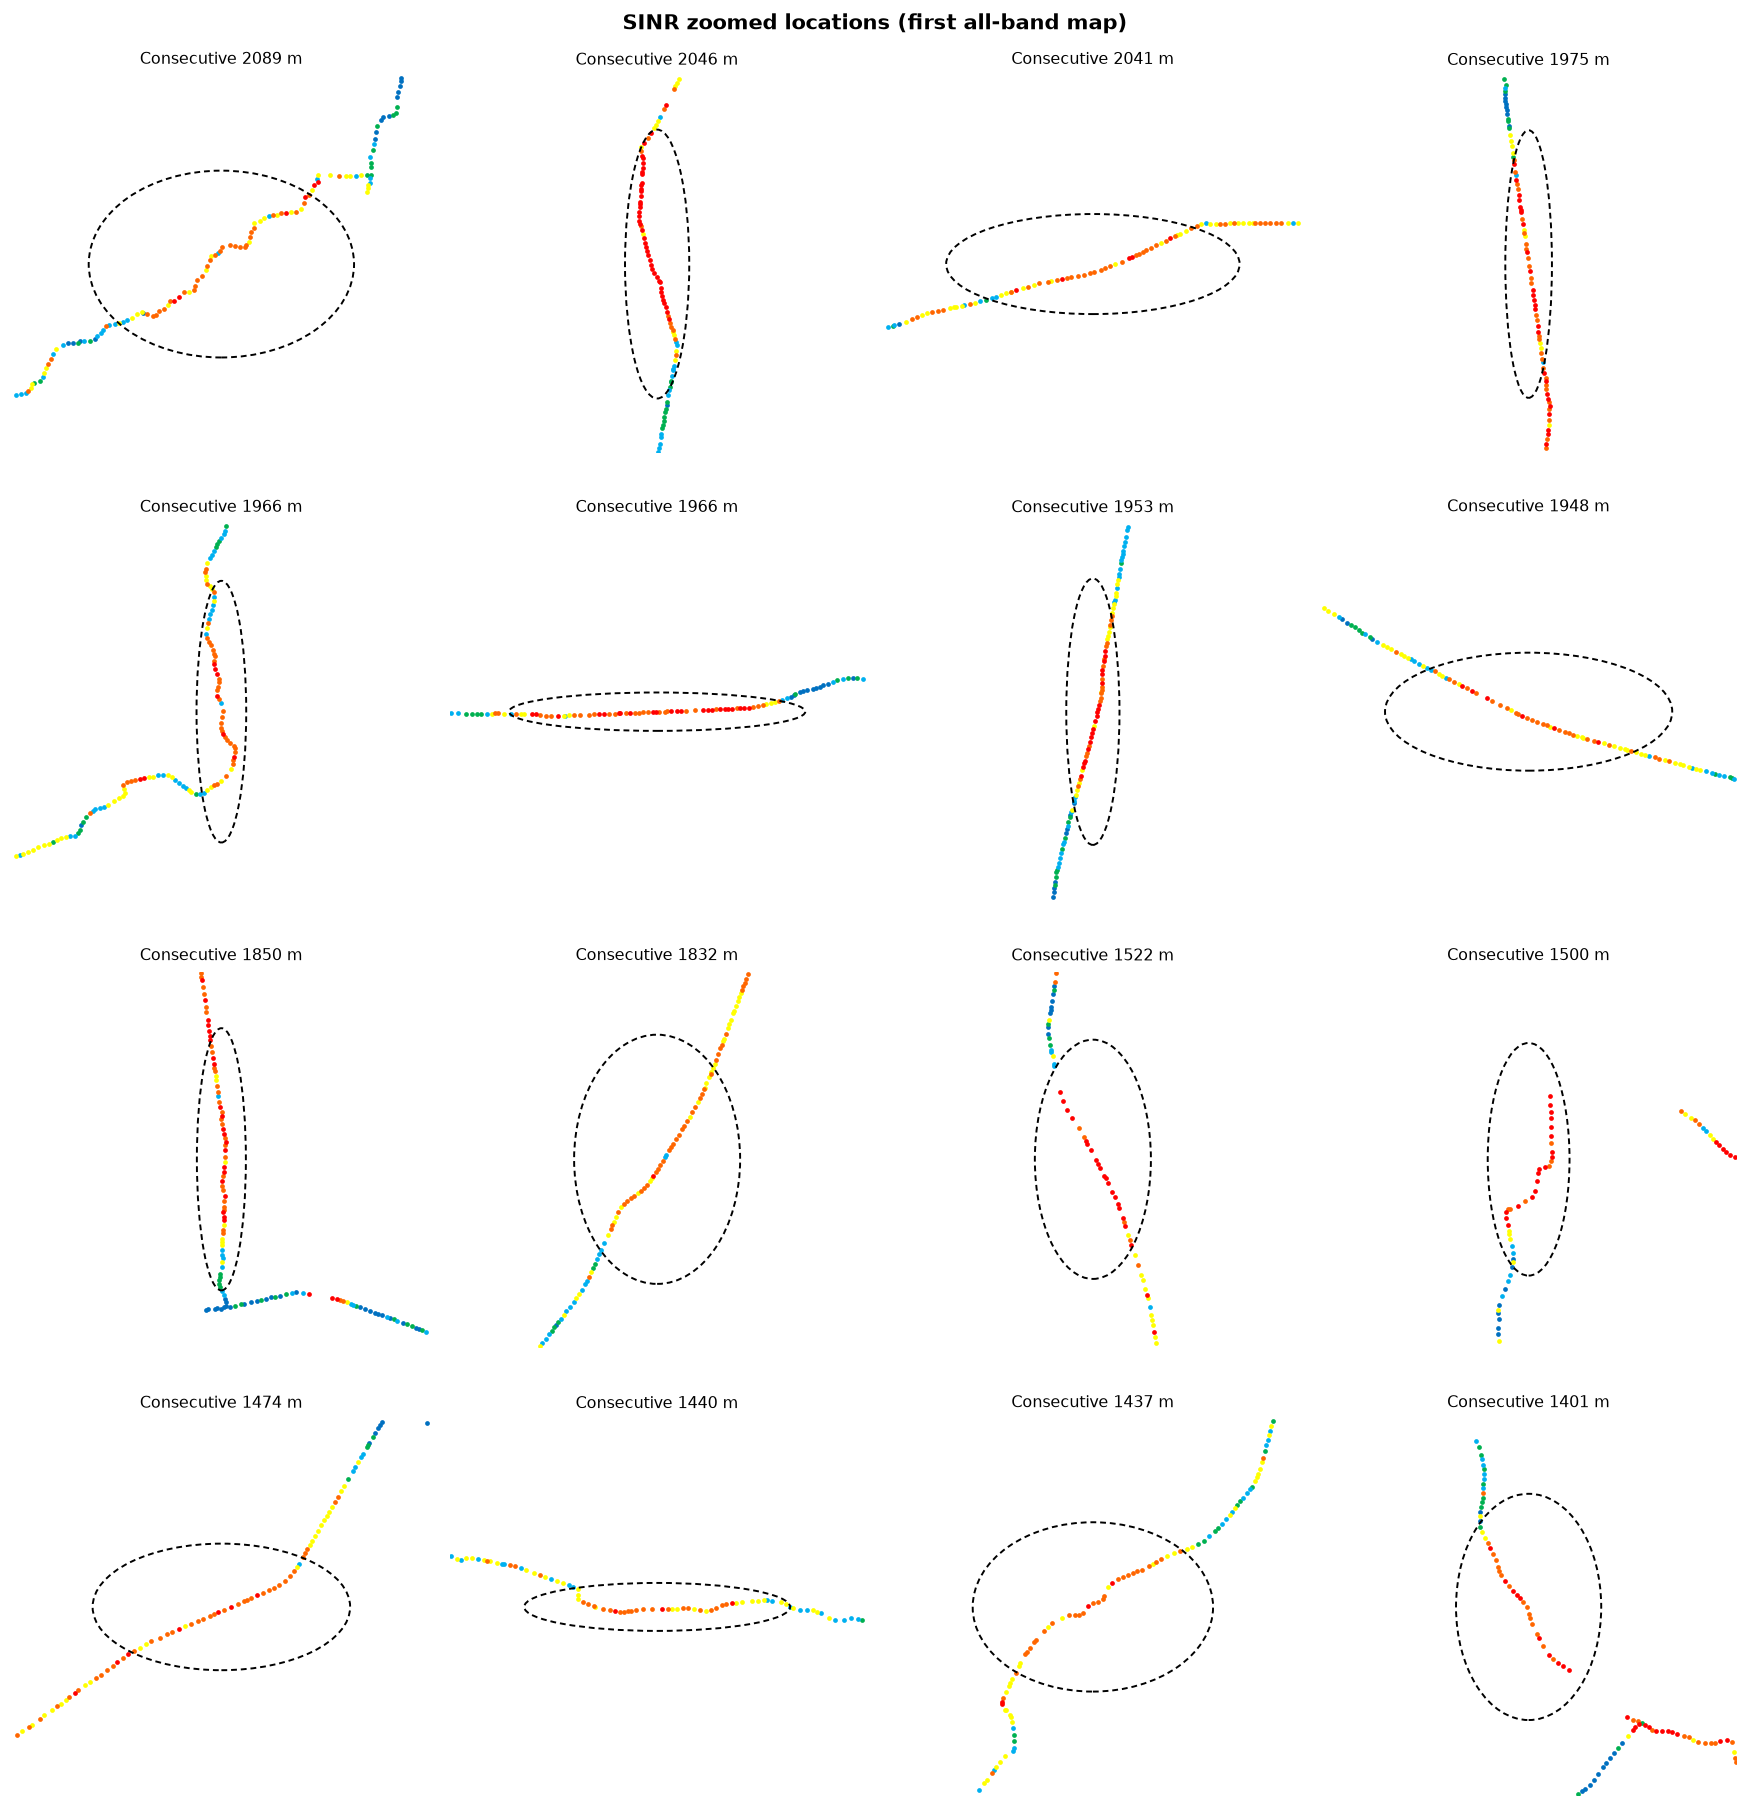 SINR zoomed locations (first all-band map)
Consecutive 2089 m
Consecutive 2046 m
Consecutive 2041 m
Consecutive 1975 m
Consecutive 1966 m
Consecutive 1966 m
Consecutive 1953 m
Consecutive 1948 m
Consecutive 1850 m
Consecutive 1832 m
Consecutive 1522 m
Consecutive 1500 m
Consecutive 1474 m
Consecutive 1440 m
Consecutive 1437 m
Consecutive 1401 m